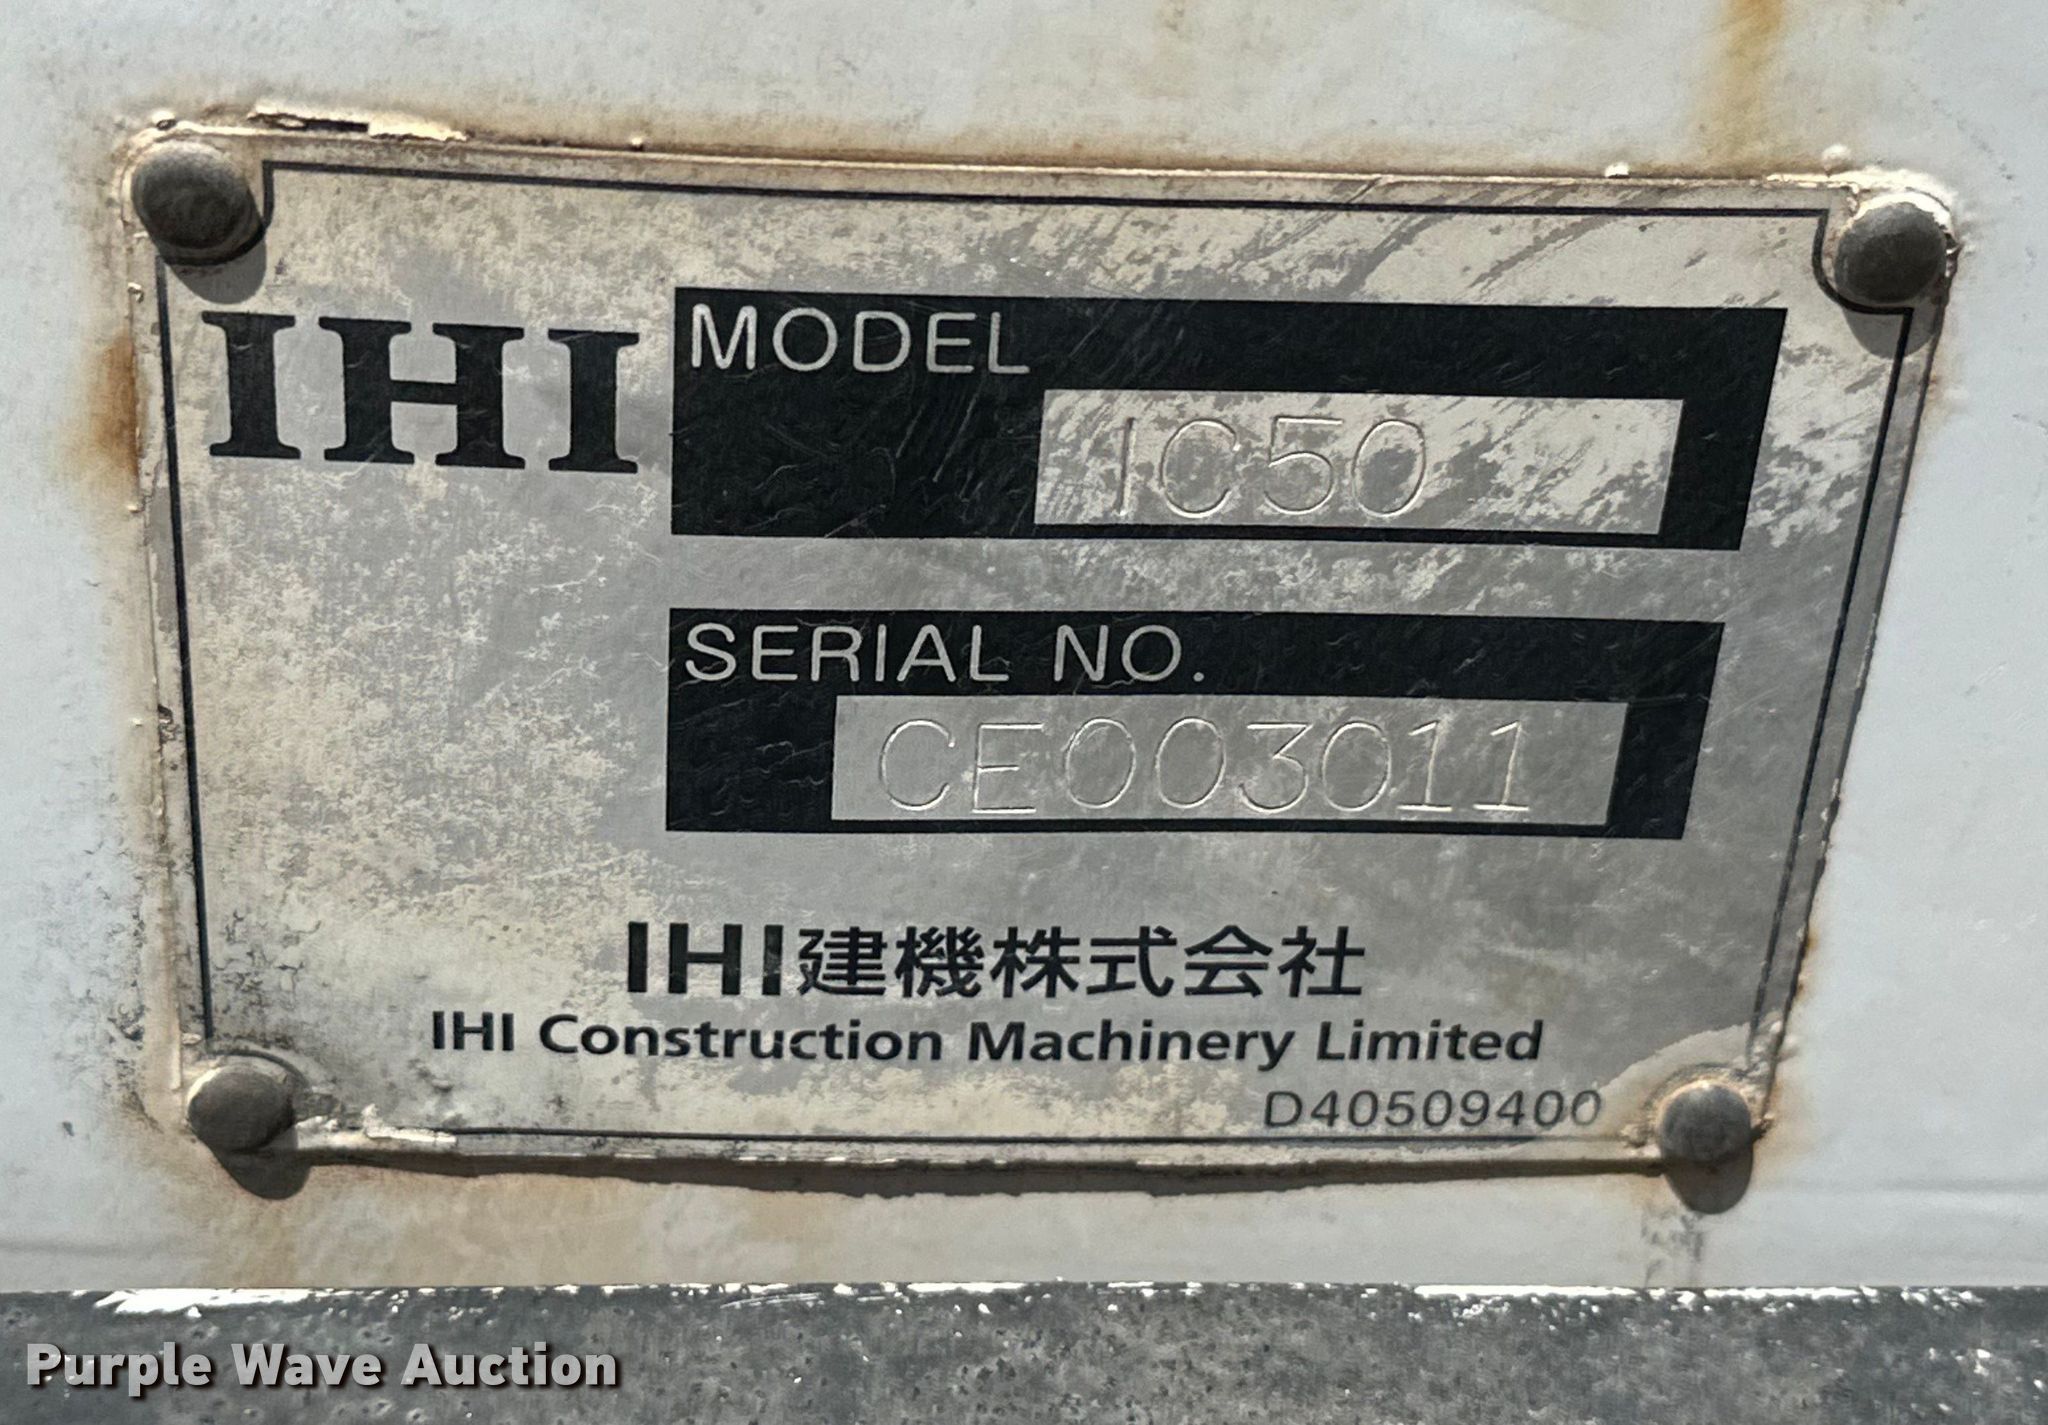 IHI
MODEL
IC50
SERIAL NO.
CE003011
IHI建機株式会社
IHI Construction Machinery Limited
D40509400
Purple Wave Auction